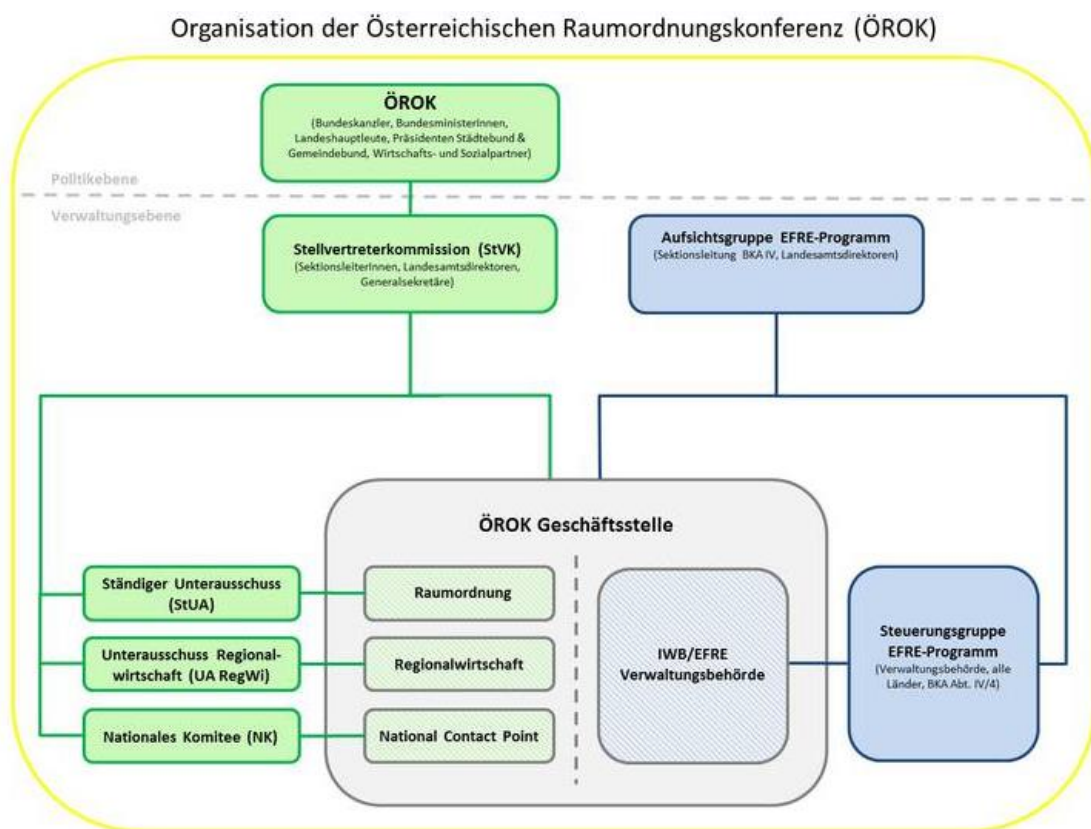 Organisation der Österreichischen Raumordnungskonferenz (ÖROK)
ÖROK
(Bundeskanzler, BundesministerInnen,
Landeshauptleute, Präsidenten Städtebund &
Gemeindebund, Wirtschafts- und Sozialpartner)
Politikebene
Verwaltungsebene
Stellvertreterkommission (StVK)
(SektionsleiterInnen, Landesamtsdirektoren,
Generalsekretäre)
Aufsichtsgruppe EFRE-Programm
(Sektionsleitung BKA IV, Landesamtsdirektoren)
ÖROK Geschäftsstelle
Ständiger Unterausschuss
(StUA)
Raumordnung
Unterausschuss Regional-
wirtschaft (UA RegWi)
Regionalwirtschaft
Nationales Komitee (NK)
National Contact Point
IWB/EFRE
Verwaltungsbehörde
Steuerungsgruppe
EFRE-Programm
(Verwaltungsbehörde, alle
Länder, BKA Abt. IV/4)